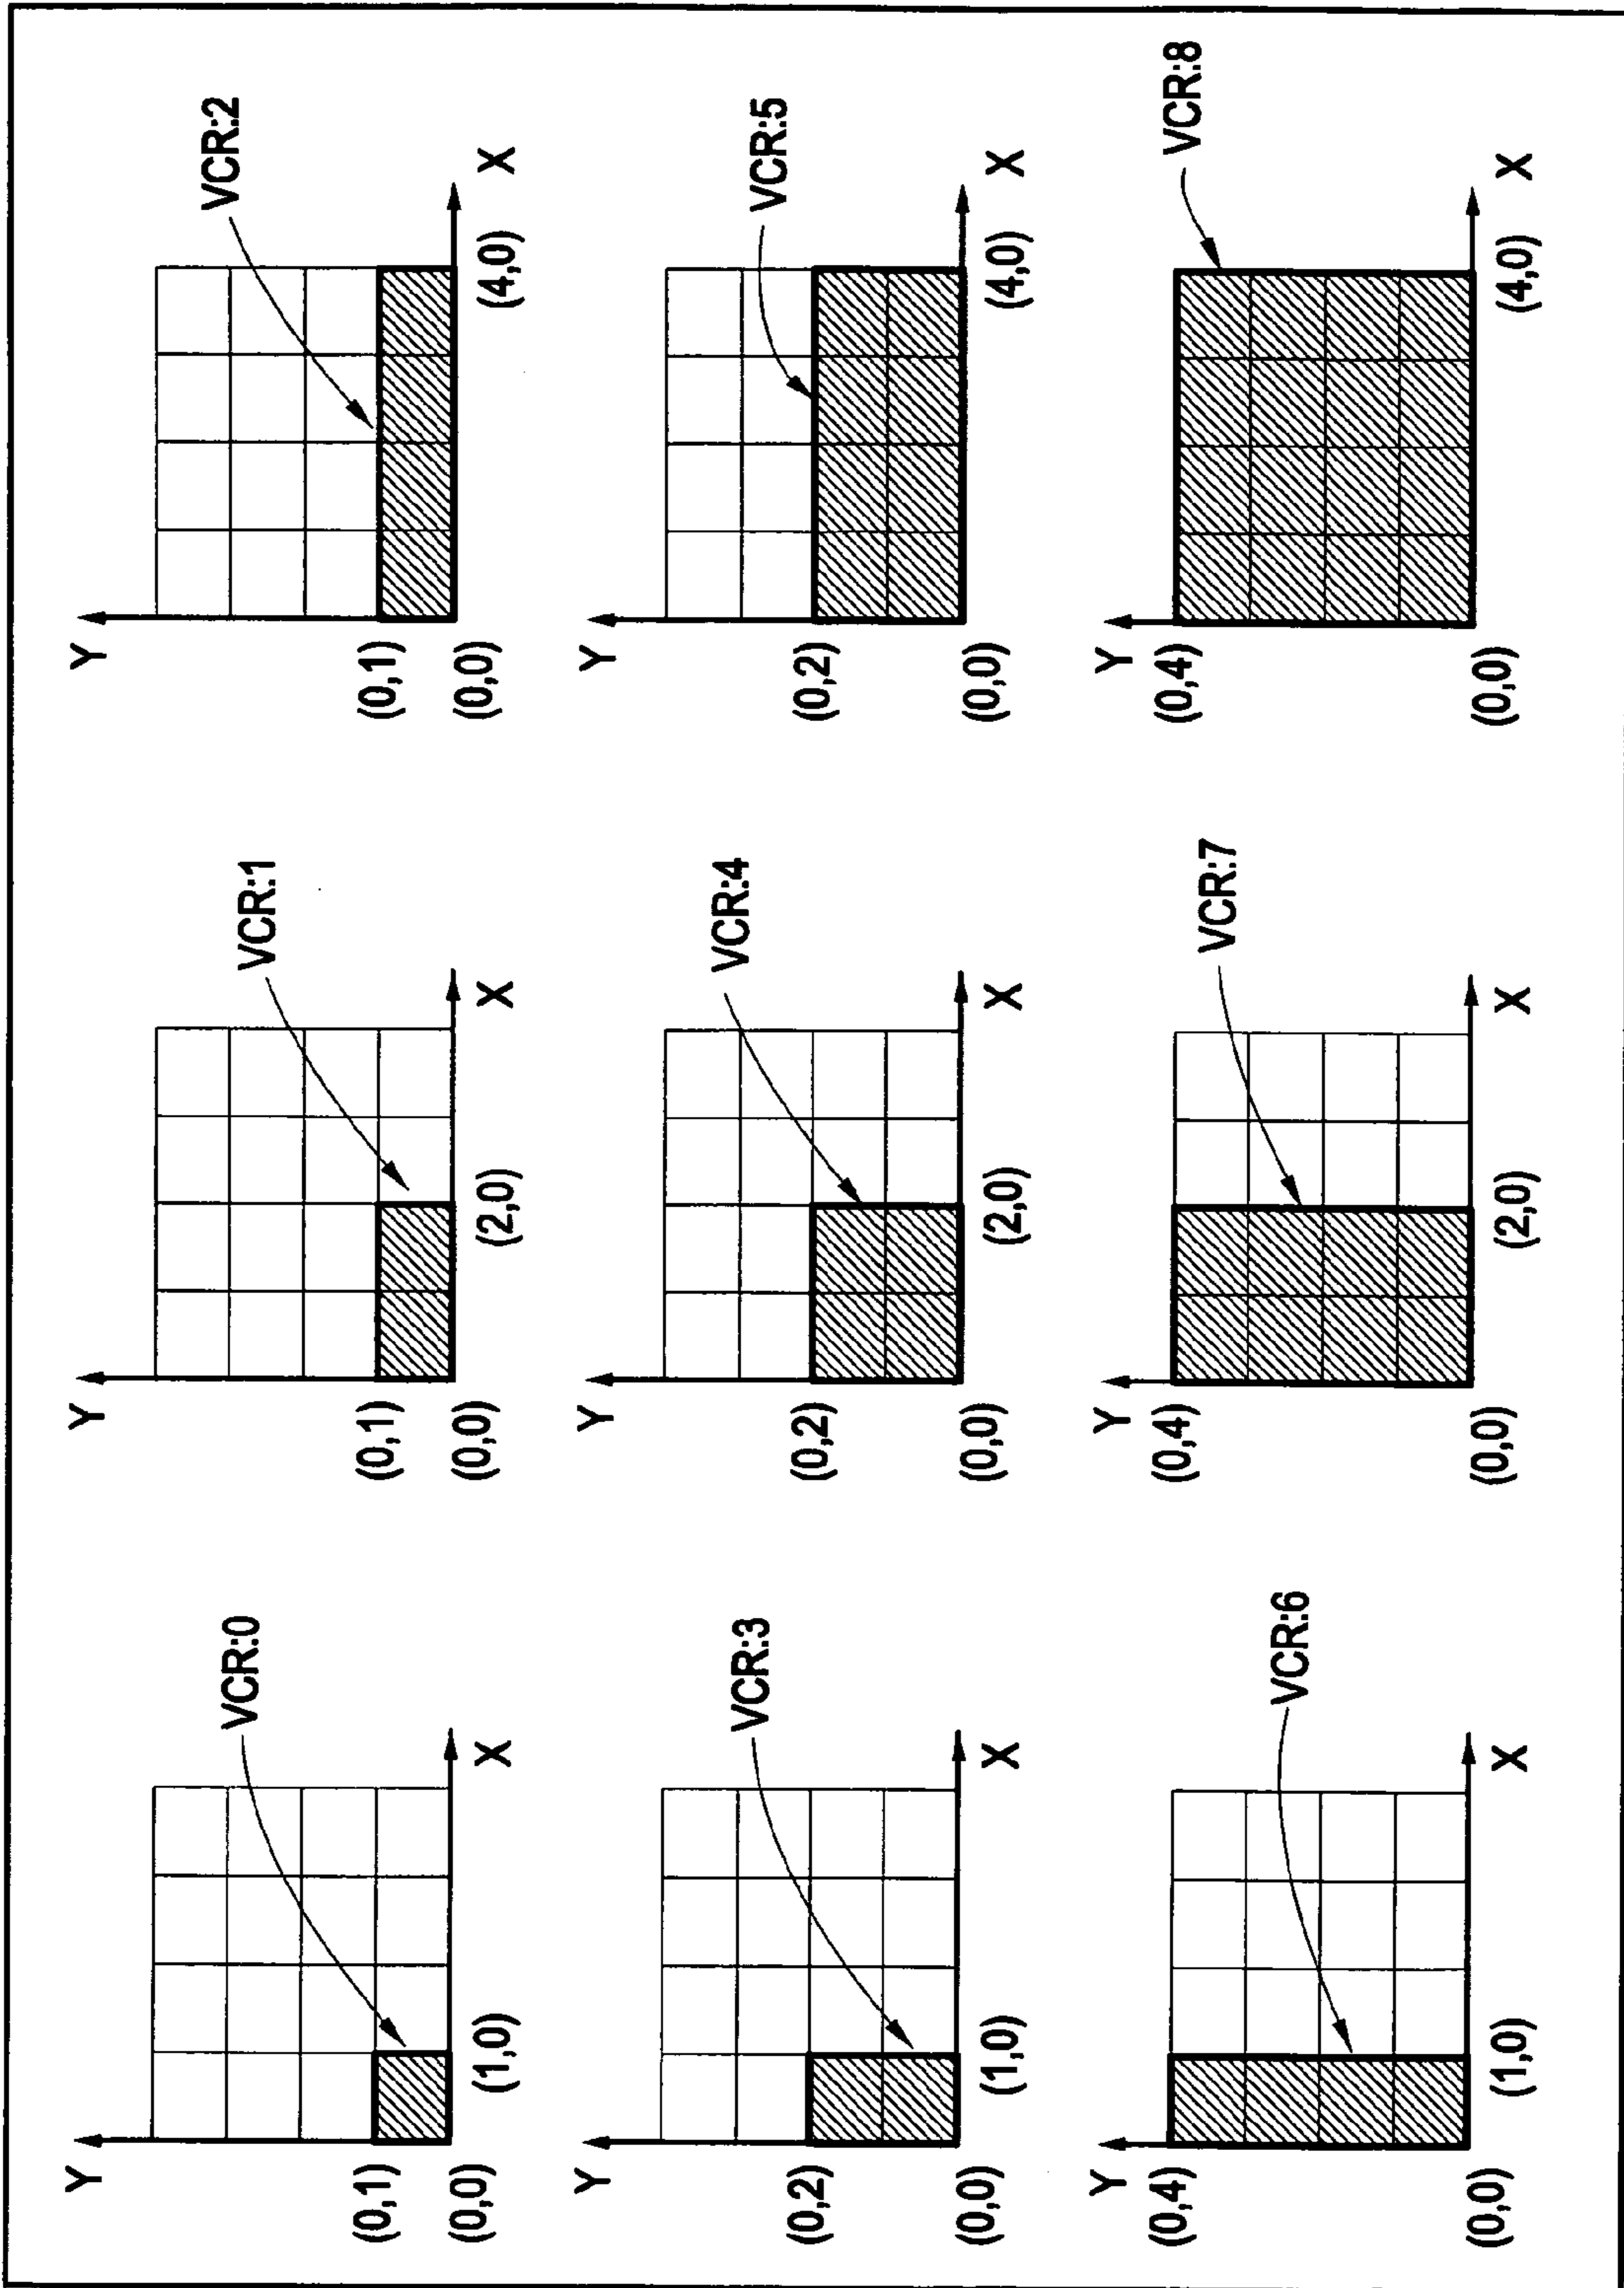 Y
VCR:0
(0,1)
(0,0)
(1,0)
X
Y
VCR:1
(0,1)
(0,0)
(2,0)
X
Y
VCR:2
(0,1)
(0,0)
(4,0)
X
Y
VCR:3
(0,2)
(0,0)
(1,0)
X
Y
VCR:4
(0,2)
(0,0)
(2,0)
X
Y
VCR:5
(0,2)
(0,0)
(4,0)
X
Y
VCR:6
(0,4)
(0,0)
(1,0)
X
Y
VCR:7
(0,4)
(0,0)
(2,0)
X
Y
VCR:8
(0,4)
(0,0)
(4,0)
X